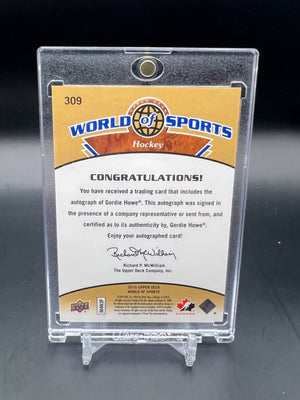 309
WORLD of SPORTS
Hockey
CONGRATULATIONS!
You have received a trading card that includes the
autograph of Gordie Howe®. This autograph was signed in
the presence of a company representative or sent from, and
certified as to its authenticity by, Gordie Howe®.
Enjoy your autographed card!
Richard P. McWilliam
Richard P. McWilliam
The Upper Deck Company, Inc.
2010 UPPER DECK
WORLD OF SPORTS
CANADA